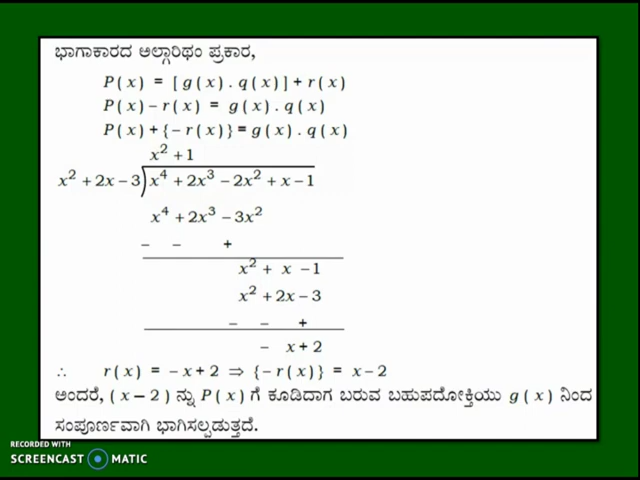 ಭಾಗಾಕಾರದ ಅಲ್ಗಾರಿಥಂ ಪ್ರಕಾರ,
P(x) = [g(x).q(x)]+r(x)
P(x)−r(x) = g(x).q(x)
P(x)+{−r(x)}=g(x).q(x)
x²+1
x²+2x−3)x⁴+2x³−2x²+x−1
x⁴+2x³−3x²
− − +
x²+ x −1
x²+2x−3
− − +
− x+2
∴ r(x) = −x+2 ⇒ {−r(x)} = x−2
ಅಂದರೆ, (x−2) ನ್ನು P(x) ಗೆ ಕೂಡಿದಾಗ ಬರುವ ಬಹುಪದೋಕ್ತಿಯು g(x) ನಿಂದ
ಸಂಪೂರ್ಣವಾಗಿ ಭಾಗಿಸಲ್ಪಡುತ್ತದೆ.
RECORDED WITH
SCREENCAST MATIC